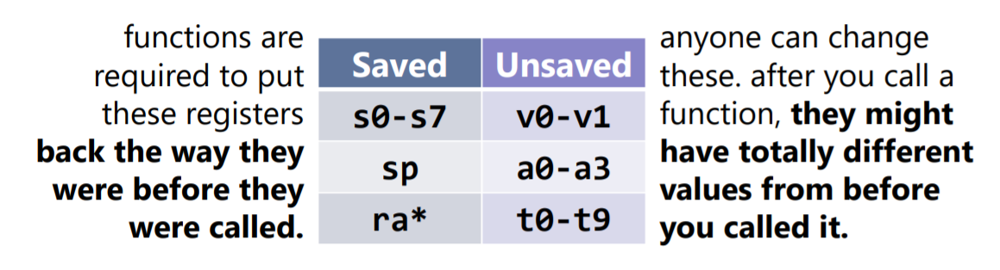 functions are
required to put
these registers
back the way they
were before they
were called.
Saved Unsaved
s0-s7 v0-v1
sp a0-a3
ra* t0-t9
anyone can change
these. after you call a
function, they might
have totally different
values from before
you called it.